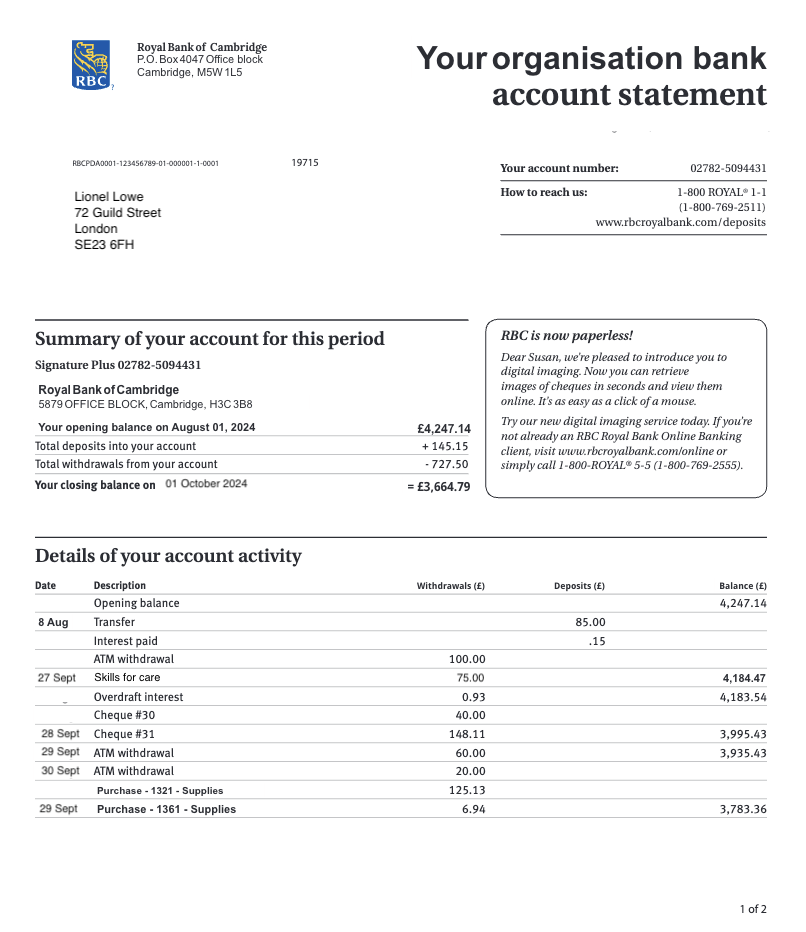 RBC
Royal Bank of Cambridge
P.O. Box 4047 Office block
Cambridge, M5W 1L5
Your organisation bank
account statement
RBCPDA0001-123456789-01-000001-1-0001 19715
Lionel Lowe
72 Guild Street
London
SE23 6FH
Your account number: 02782-5094431
How to reach us: 1-800 ROYAL® 1-1
(1-800-769-2511)
www.rbcroyalbank.com/deposits
Summary of your account for this period
Signature Plus 02782-5094431
Royal Bank of Cambridge
5879 OFFICE BLOCK, Cambridge, H3C 3B8
Your opening balance on August 01, 2024 £4,247.14
Total deposits into your account + 145.15
Total withdrawals from your account - 727.50
Your closing balance on 01 October 2024 = £3,664.79
RBC is now paperless!
Dear Susan, we're pleased to introduce you to
digital imaging. Now you can retrieve
images of cheques in seconds and view them
online. It's as easy as a click of a mouse.
Try our new digital imaging service today. If you're
not already an RBC Royal Bank Online Banking
client, visit www.rbcroyalbank.com/online or
simply call 1-800-ROYAL® 5-5 (1-800-769-2555).
Details of your account activity
Date Description Withdrawals (£) Deposits (£) Balance (£)
Opening balance 4,247.14
8 Aug Transfer 85.00
Interest paid .15
ATM withdrawal 100.00
27 Sept Skills for care 75.00 4,184.47
Overdraft interest 0.93 4,183.54
Cheque #30 40.00
28 Sept Cheque #31 148.11 3,995.43
29 Sept ATM withdrawal 60.00 3,935.43
30 Sept ATM withdrawal 20.00
Purchase - 1321 - Supplies 125.13
29 Sept Purchase - 1361 - Supplies 6.94 3,783.36
1 of 2